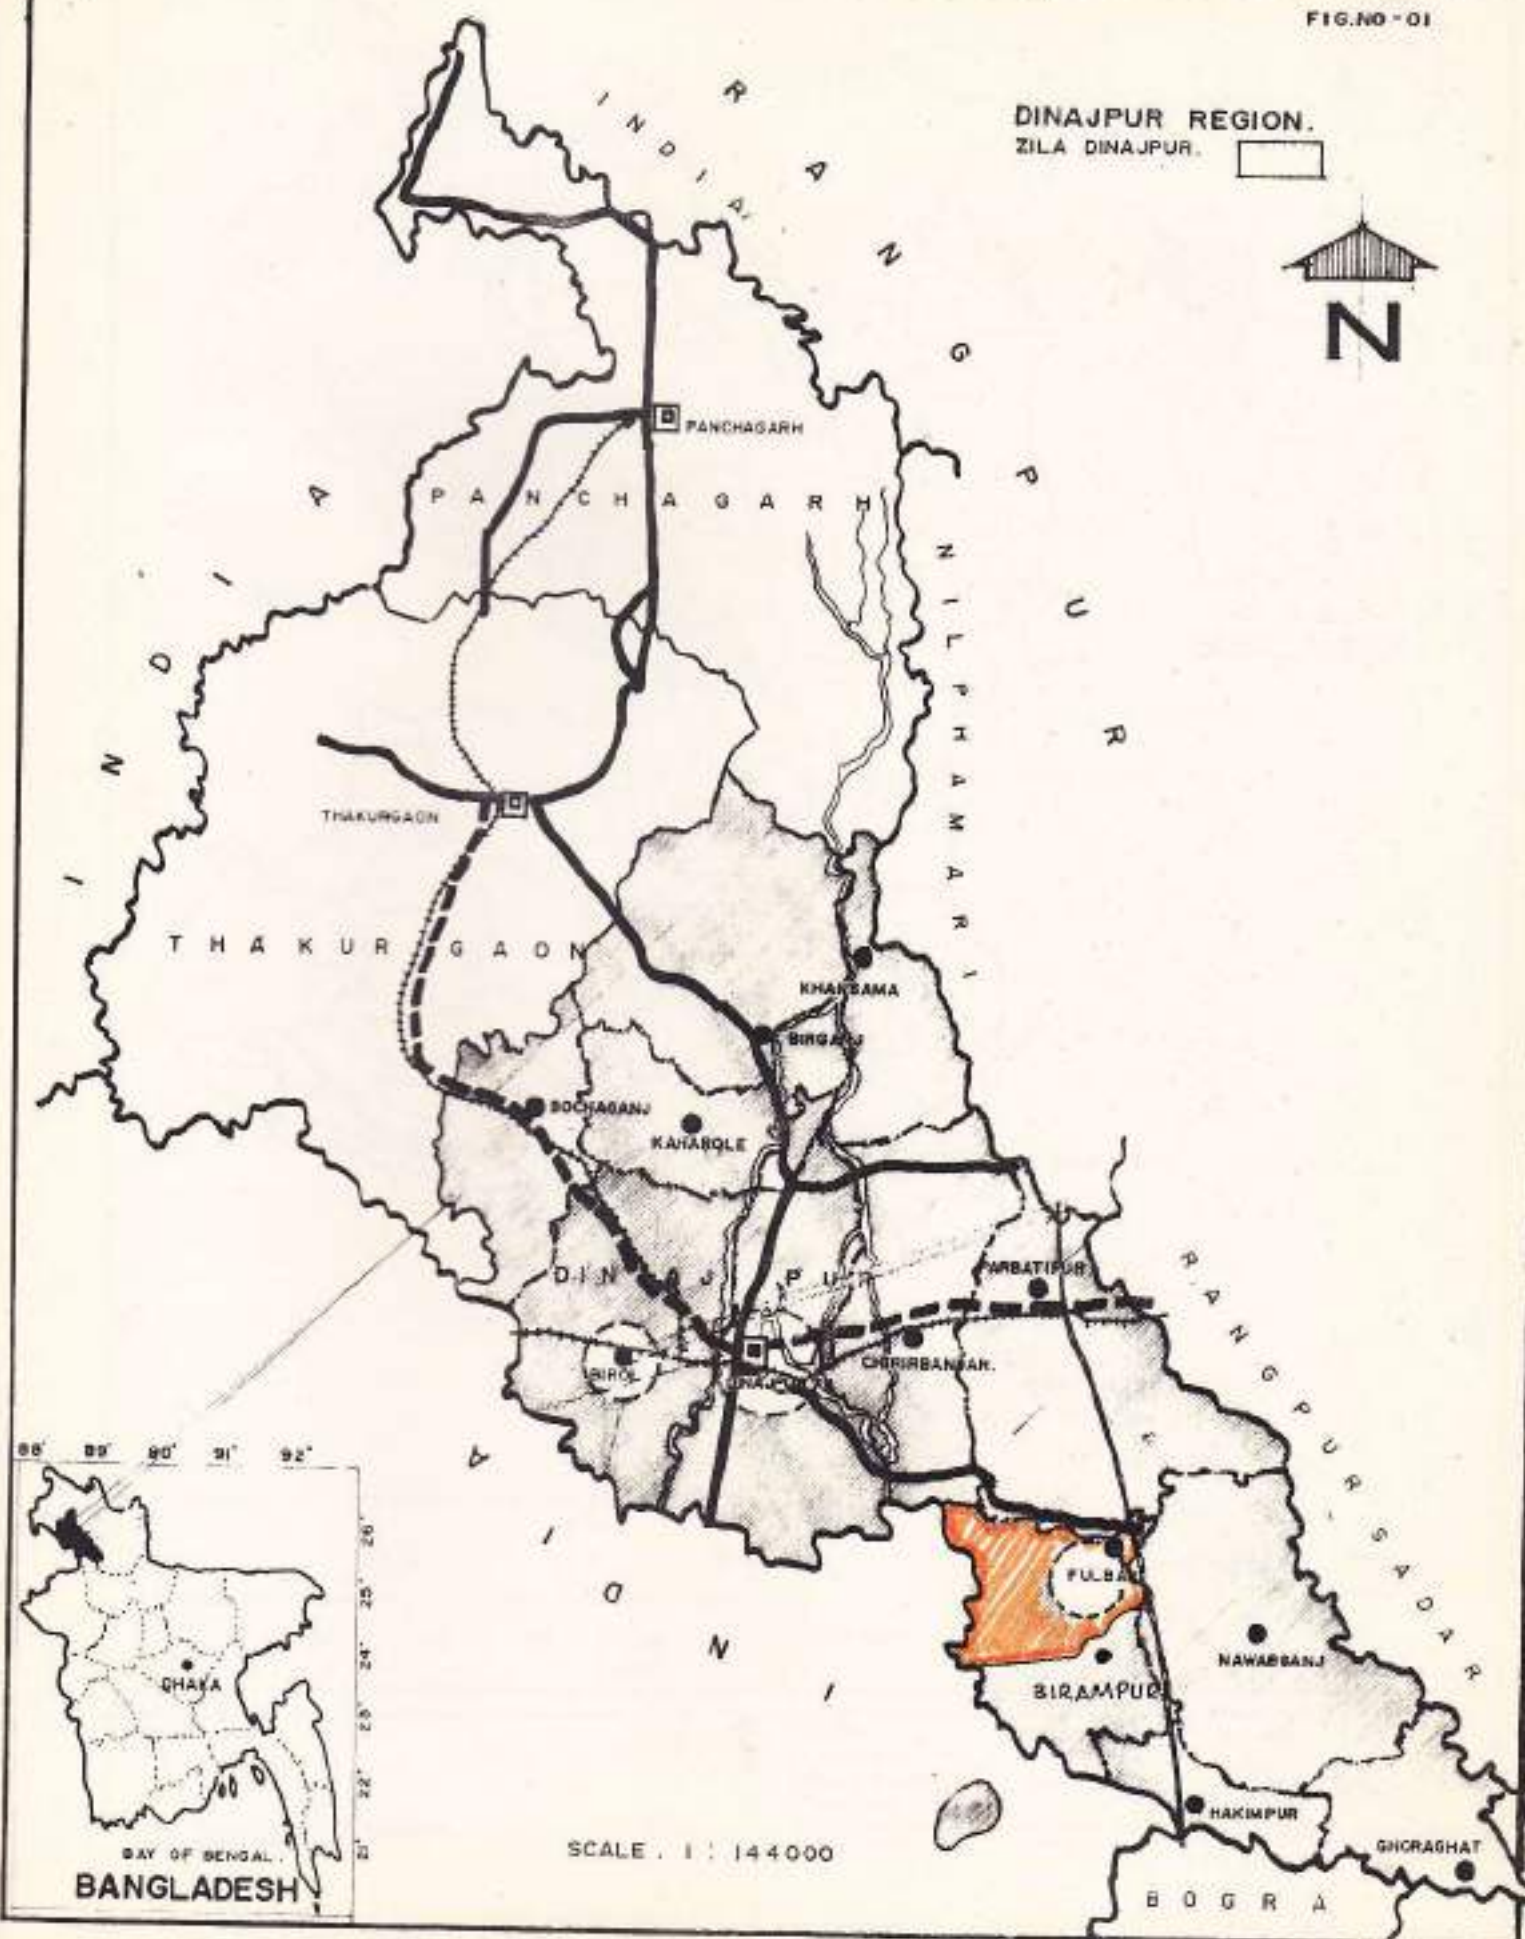 FIG.NO-01
DINAJPUR REGION.
ZILA DINAJPUR.
N
INDIA
RANGPUR
PANCHAGARH
PANCHAGARH
INDIA
NILPHAMARI
THAKURGAON
THAKURGAON
KHANSAMA
BIRGANJ
BOCHAGANJ
KAHAROLE
DINAJPUR
PARBATIPUR
CHIRIRBANDAR.
BIROL
RANGPUR-SADAR
INDIA
FULBA
NAWABGANJ
BIRAMPUR
HAKIMPUR
GHORAGHAT
BOGRA
SCALE. 1:144000
88° 89° 90° 91° 92°
26°
25°
24°
23°
22°
21°
DHAKA
BAY OF BENGAL.
BANGLADESH